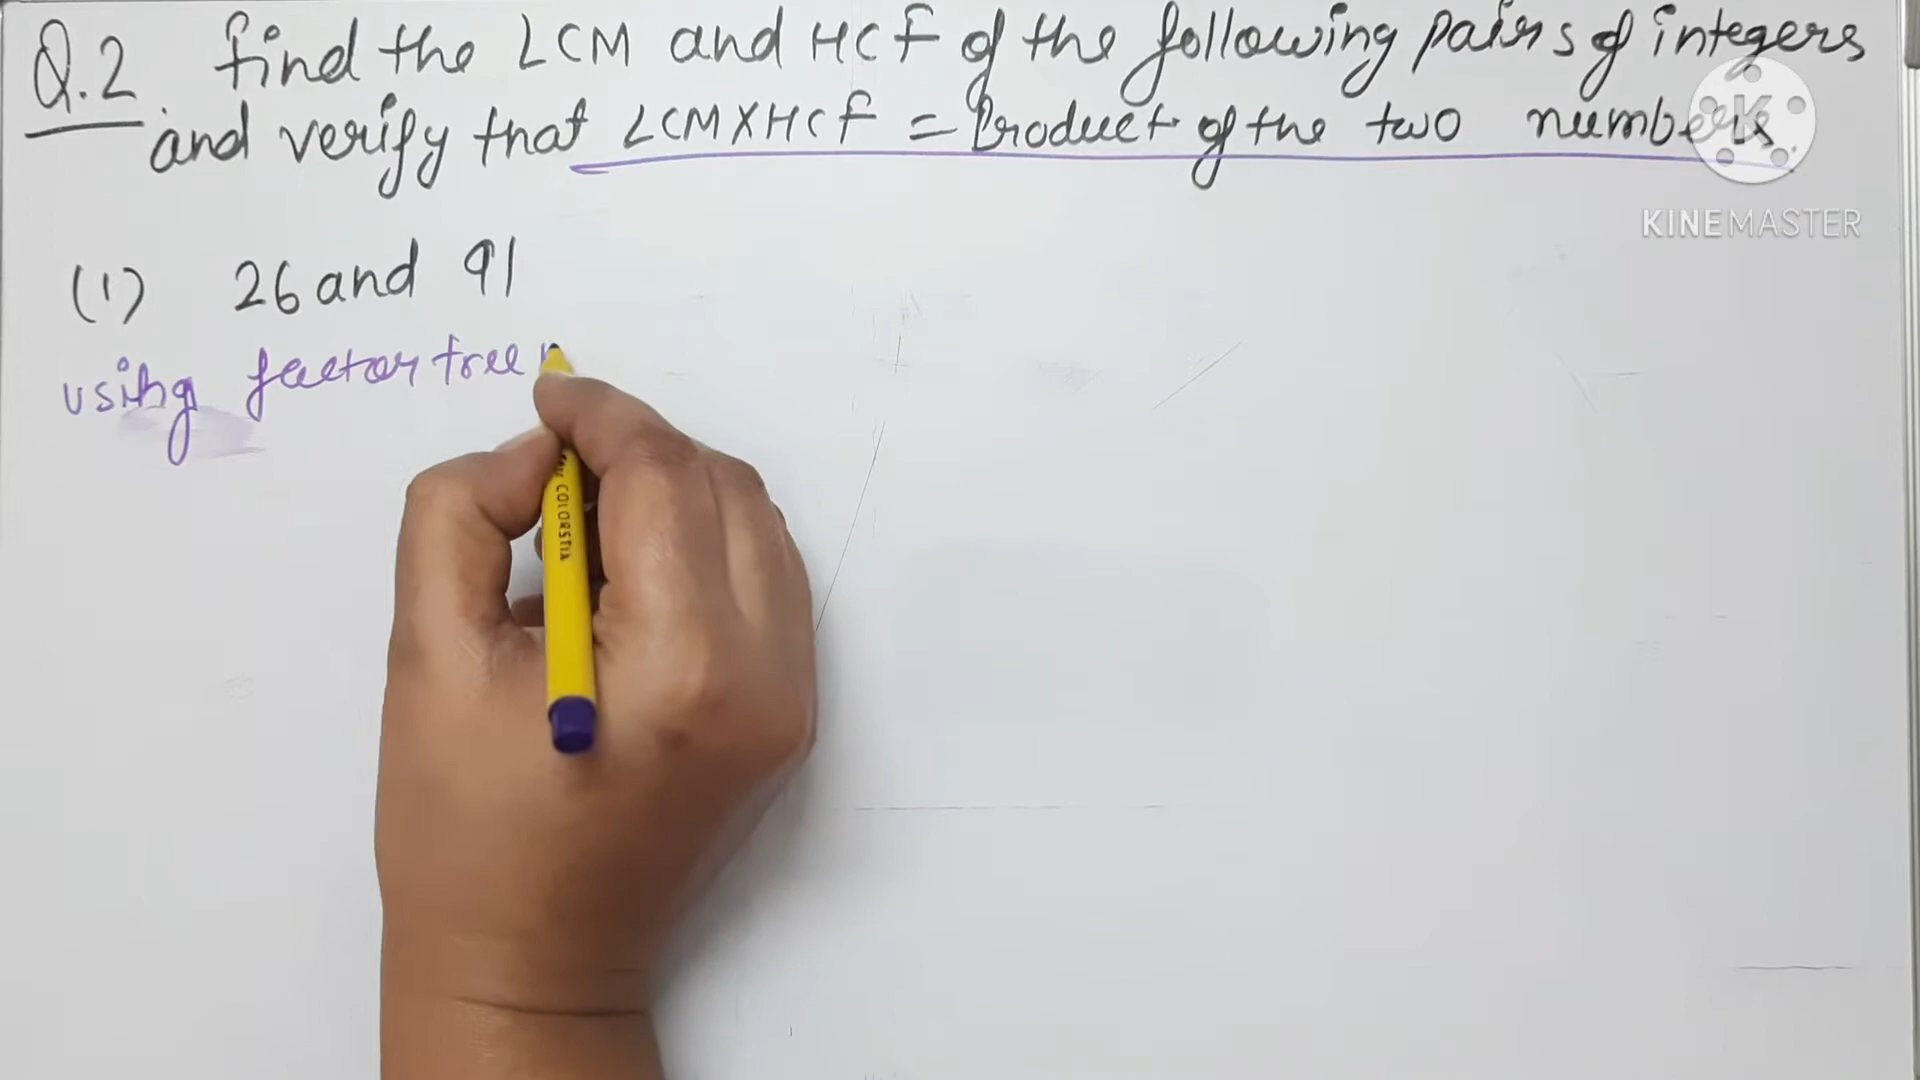 Q.2. find the LCM and HCF of the following pairs of integers
and verify that LCM X HCF = Product of the two numbers.
K
KINEMASTER
(1) 26 and 91
using factor tree
COLORSTIX